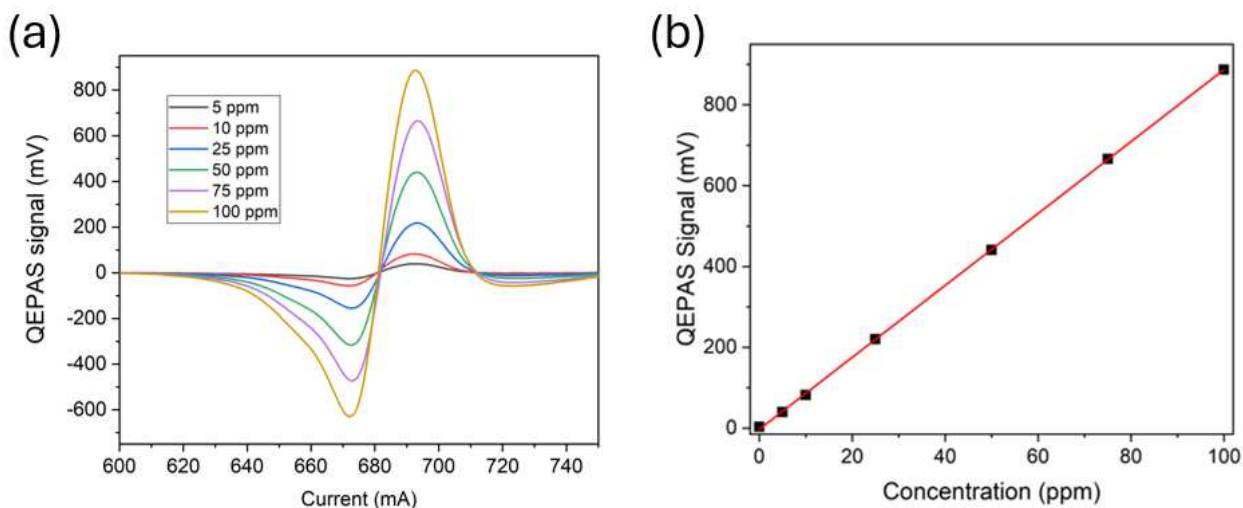 (a)
QEPAS signal (mV)
800
600
400
200
0
-200
-400
-600
5 ppm
10 ppm
25 ppm
50 ppm
75 ppm
100 ppm
600 620 640 660 680 700 720 740
Current (mA)
(b)
QEPAS Signal (mV)
800
600
400
200
0
0 20 40 60 80 100
Concentration (ppm)